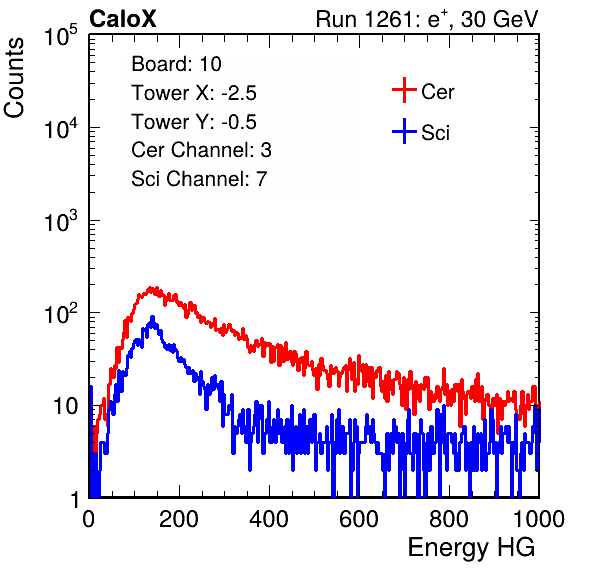 CaloX Run 1261: e⁺, 30 GeV
Counts
Board: 10
Tower X: -2.5
Tower Y: -0.5
Cer Channel: 3
Sci Channel: 7
Cer
Sci
10⁵
10⁴
10³
10²
10
1
0 200 400 600 800 1000
Energy HG